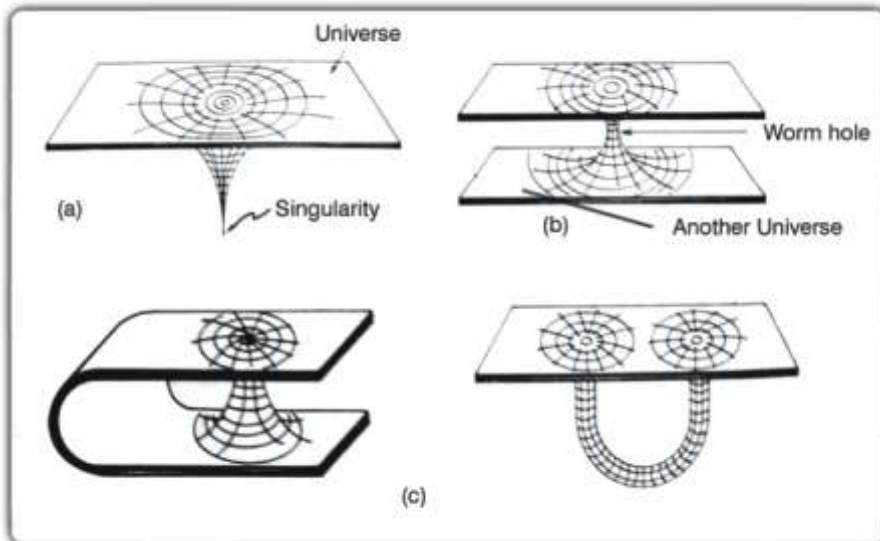 Universe
Singularity
(a)
Worm hole
Another Universe
(b)
(c)